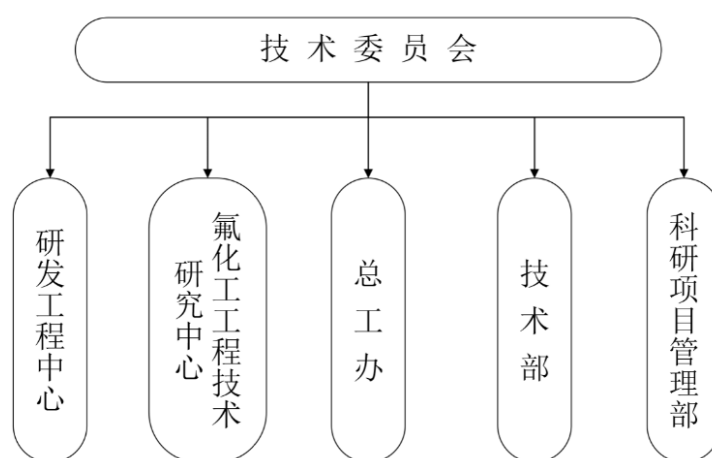 技术委员会
研发工程中心
氟化工工程技术
研究中心
总工办
技术部
科研项目管理部